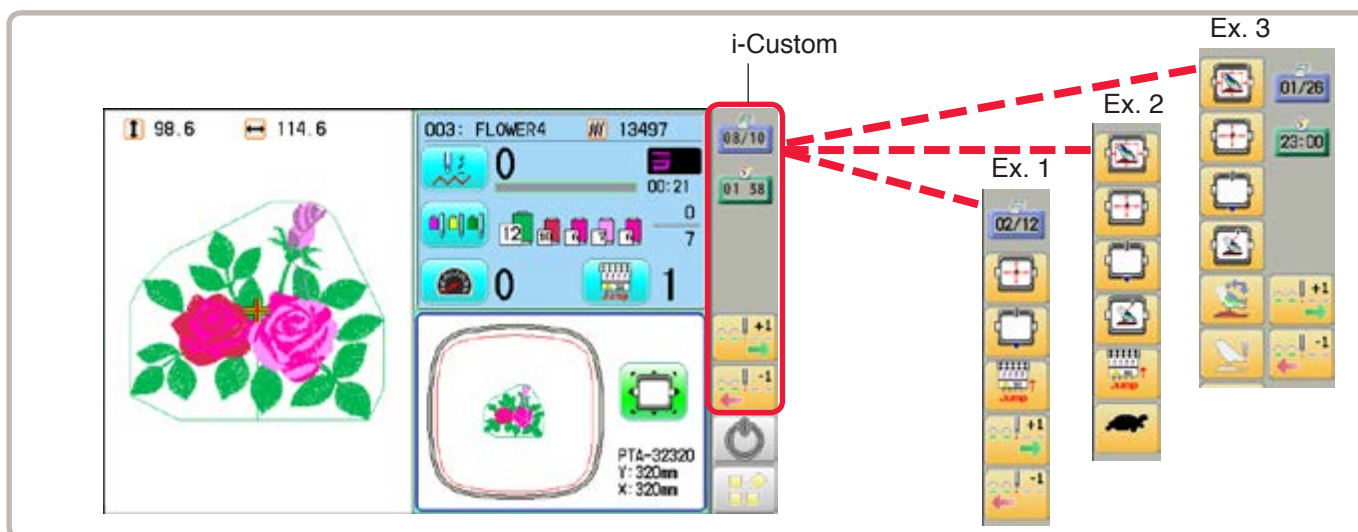 i-Custom
Ex. 3
Ex. 2
Ex. 1
98.6 114.6
003: FLOWER4 13497
0
00:21
12
0
7
0
Jump
1
PTA-32320
Y:320mm
X:320mm
08/10
01 58
+1
-1
02/12
Jump
+1
-1
Jump
01/26
23:00
+1
-1